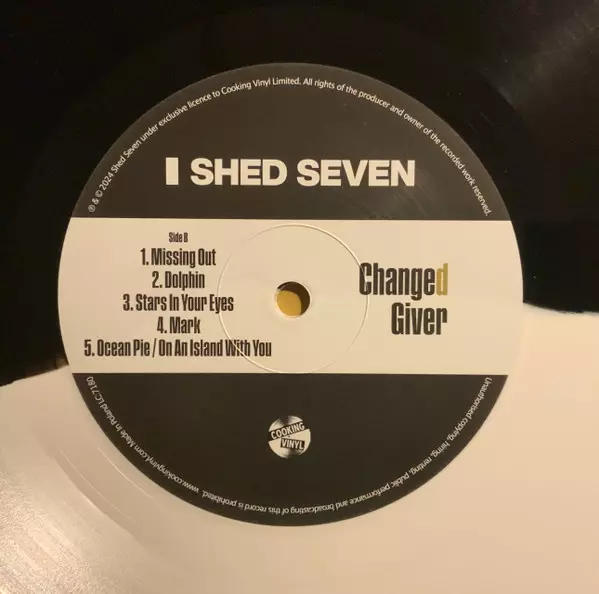 ℗ & © 2024 Shed Seven under exclusive licence to Cooking Vinyl Limited. All rights of the producer and owner of the recorded work reserved.
SHED SEVEN
Side B
1. Missing Out
2. Dolphin
3. Stars In Your Eyes
4. Mark
5. Ocean Pie / On An Island With You
Changed
Giver
COOKING
VINYL
Unauthorised copying, hiring, renting, public performance and broadcasting of this record is prohibited. www.cookingvinyl.com Made in Poland LC:7180